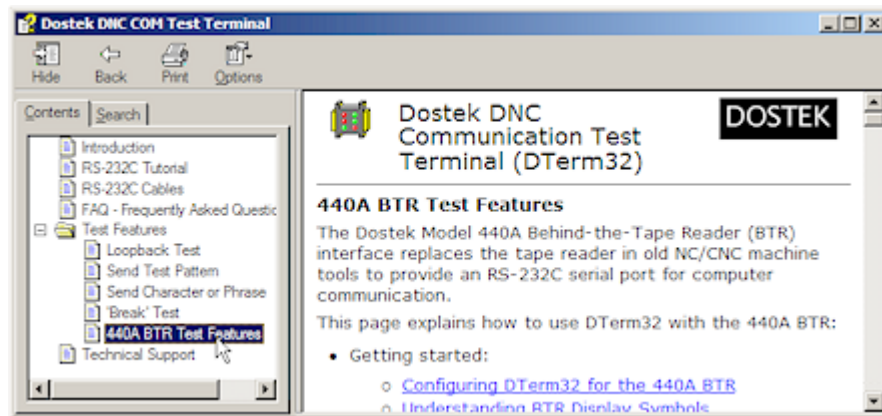 Dostek DNC COM Test Terminal
Hide
Back
Print
Options
Contents
Search
Introduction
RS-232C Tutorial
RS-232C Cables
FAQ - Frequently Asked Questic
Test Features
Loopback Test
Send Test Pattern
Send Character or Phrase
'Break' Test
440A BTR Test Features
Technical Support
Dostek DNC
Communication Test
Terminal (DTerm32)
DOSTEK
440A BTR Test Features
The Dostek Model 440A Behind-the-Tape Reader (BTR)
interface replaces the tape reader in old NC/CNC machine
tools to provide an RS-232C serial port for computer
communication.
This page explains how to use DTerm32 with the 440A BTR:
• Getting started:
o Configuring DTerm32 for the 440A BTR
o Understanding BTR Display Symbols